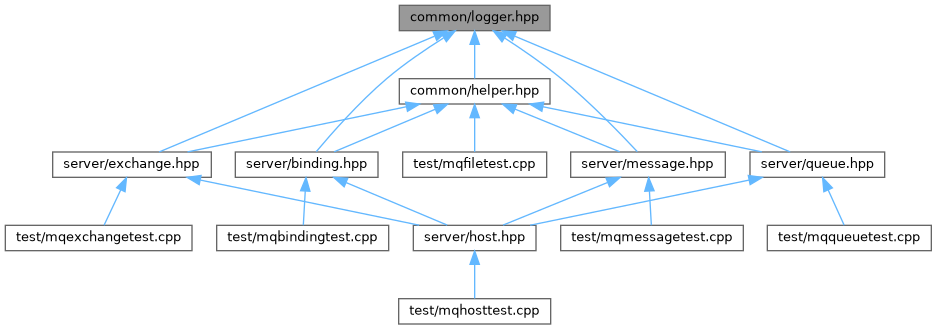 common/logger.hpp
common/helper.hpp
server/exchange.hpp
server/binding.hpp
test/mqfiletest.cpp
server/message.hpp
server/queue.hpp
test/mqexchangetest.cpp
test/mqbindingtest.cpp
server/host.hpp
test/mqmessagetest.cpp
test/mqqueuetest.cpp
test/mqhosttest.cpp